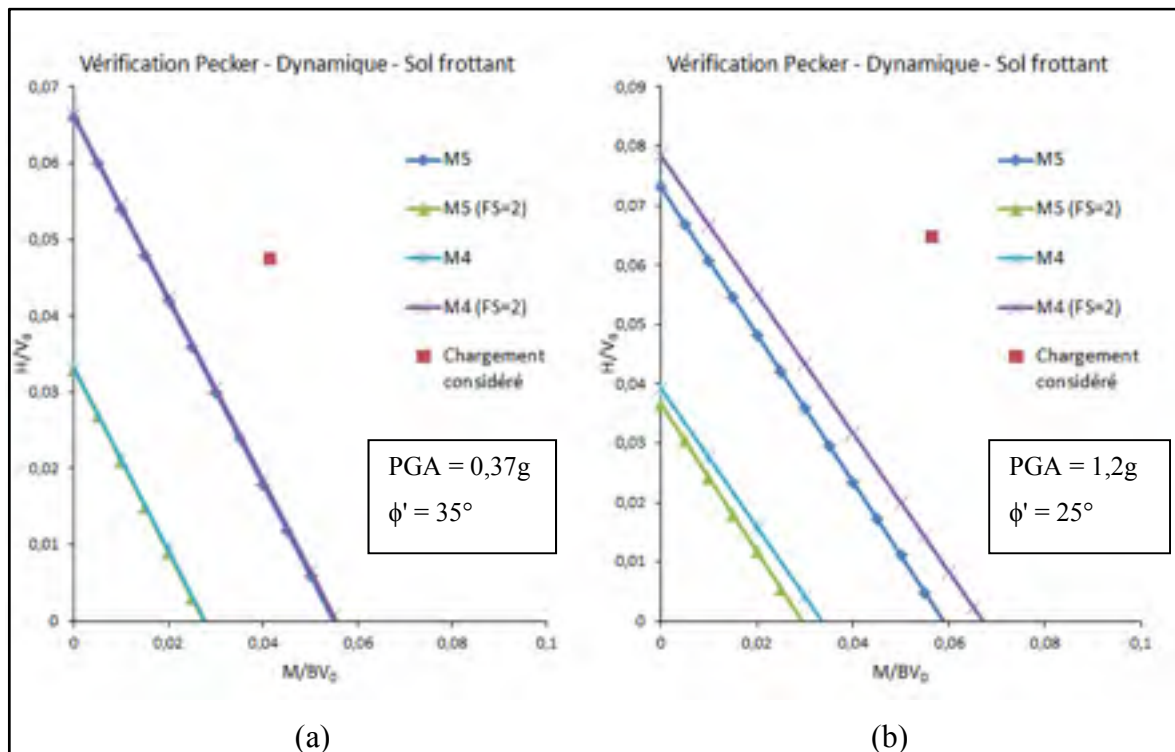 Vérification Pecker - Dynamique - Sol frottant
0,07
0,06
0,05
0,04
0,03
0,02
0,01
0
H/V₀
0
0,02
0,04
0,06
0,08
0,1
M/BV₀
M5
M5 (FS=2)
M4
M4 (FS=2)
Chargement
considéré
PGA = 0,37g
ϕ' = 35°
(a)
Vérification Pecker - Dynamique - Sol frottant
0,09
0,08
0,07
0,06
0,05
0,04
0,03
0,02
0,01
0
H/V₀
0
0,02
0,04
0,06
0,08
0,1
M/BV₀
M5
M5 (FS=2)
M4
M4 (FS=2)
Chargement
considéré
PGA = 1,2g
ϕ' = 25°
(b)